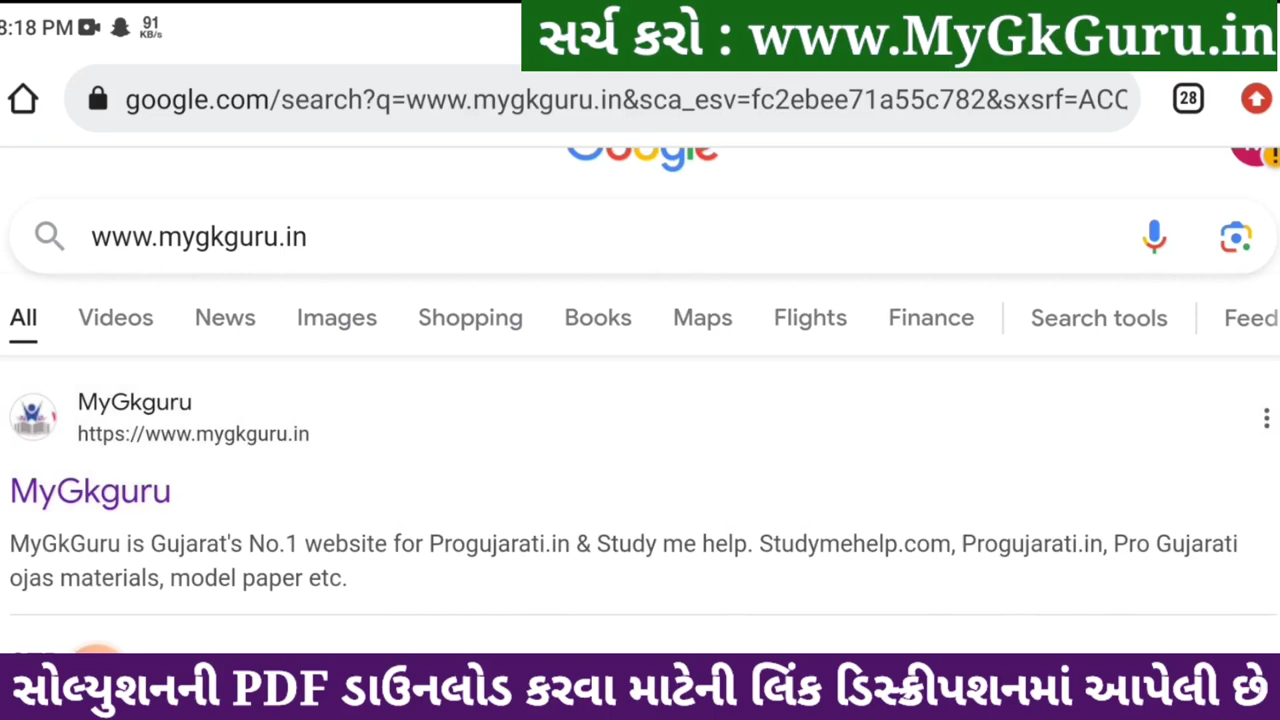 8:18 PM 91 KB/s
સર્ચ કરો : www.MyGkGuru.in
google.com/search?q=www.mygkguru.in&sca_esv=fc2ebee71a55c782&sxsrf=ACC
28
Google
www.mygkguru.in
All Videos News Images Shopping Books Maps Flights Finance Search tools Feed
MyGkguru
https://www.mygkguru.in
MyGkguru
MyGkGuru is Gujarat's No.1 website for Progujarati.in & Study me help. Studymehelp.com, Progujarati.in, Pro Gujarati
ojas materials, model paper etc.
સોલ્યુશનની PDF ડાઉનલોડ કરવા માટેની લિંક ડિસ્ક્રીપશનમાં આપેલી છે